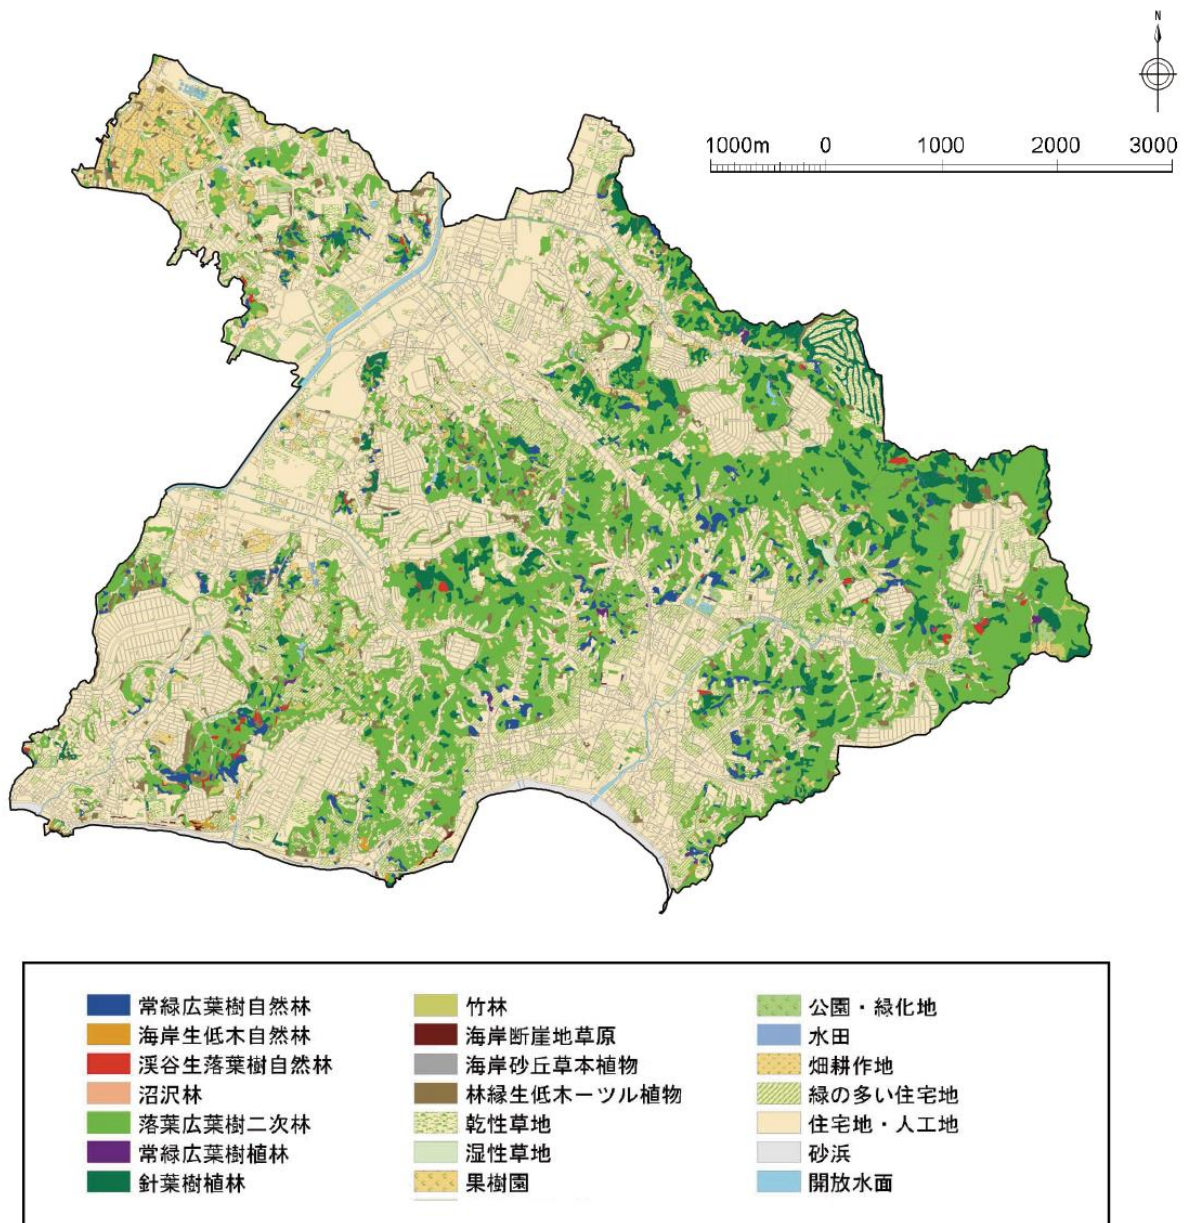 N
1000m 0 1000 2000 3000
常緑広葉樹自然林
海岸生低木自然林
渓谷生落葉樹自然林
沼沢林
落葉広葉樹二次林
常緑広葉樹植林
針葉樹植林
竹林
海岸断崖地草原
海岸砂丘草本植物
林縁生低木ーツル植物
乾性草地
湿性草地
果樹園
公園・緑化地
水田
畑耕作地
緑の多い住宅地
住宅地・人工地
砂浜
開放水面